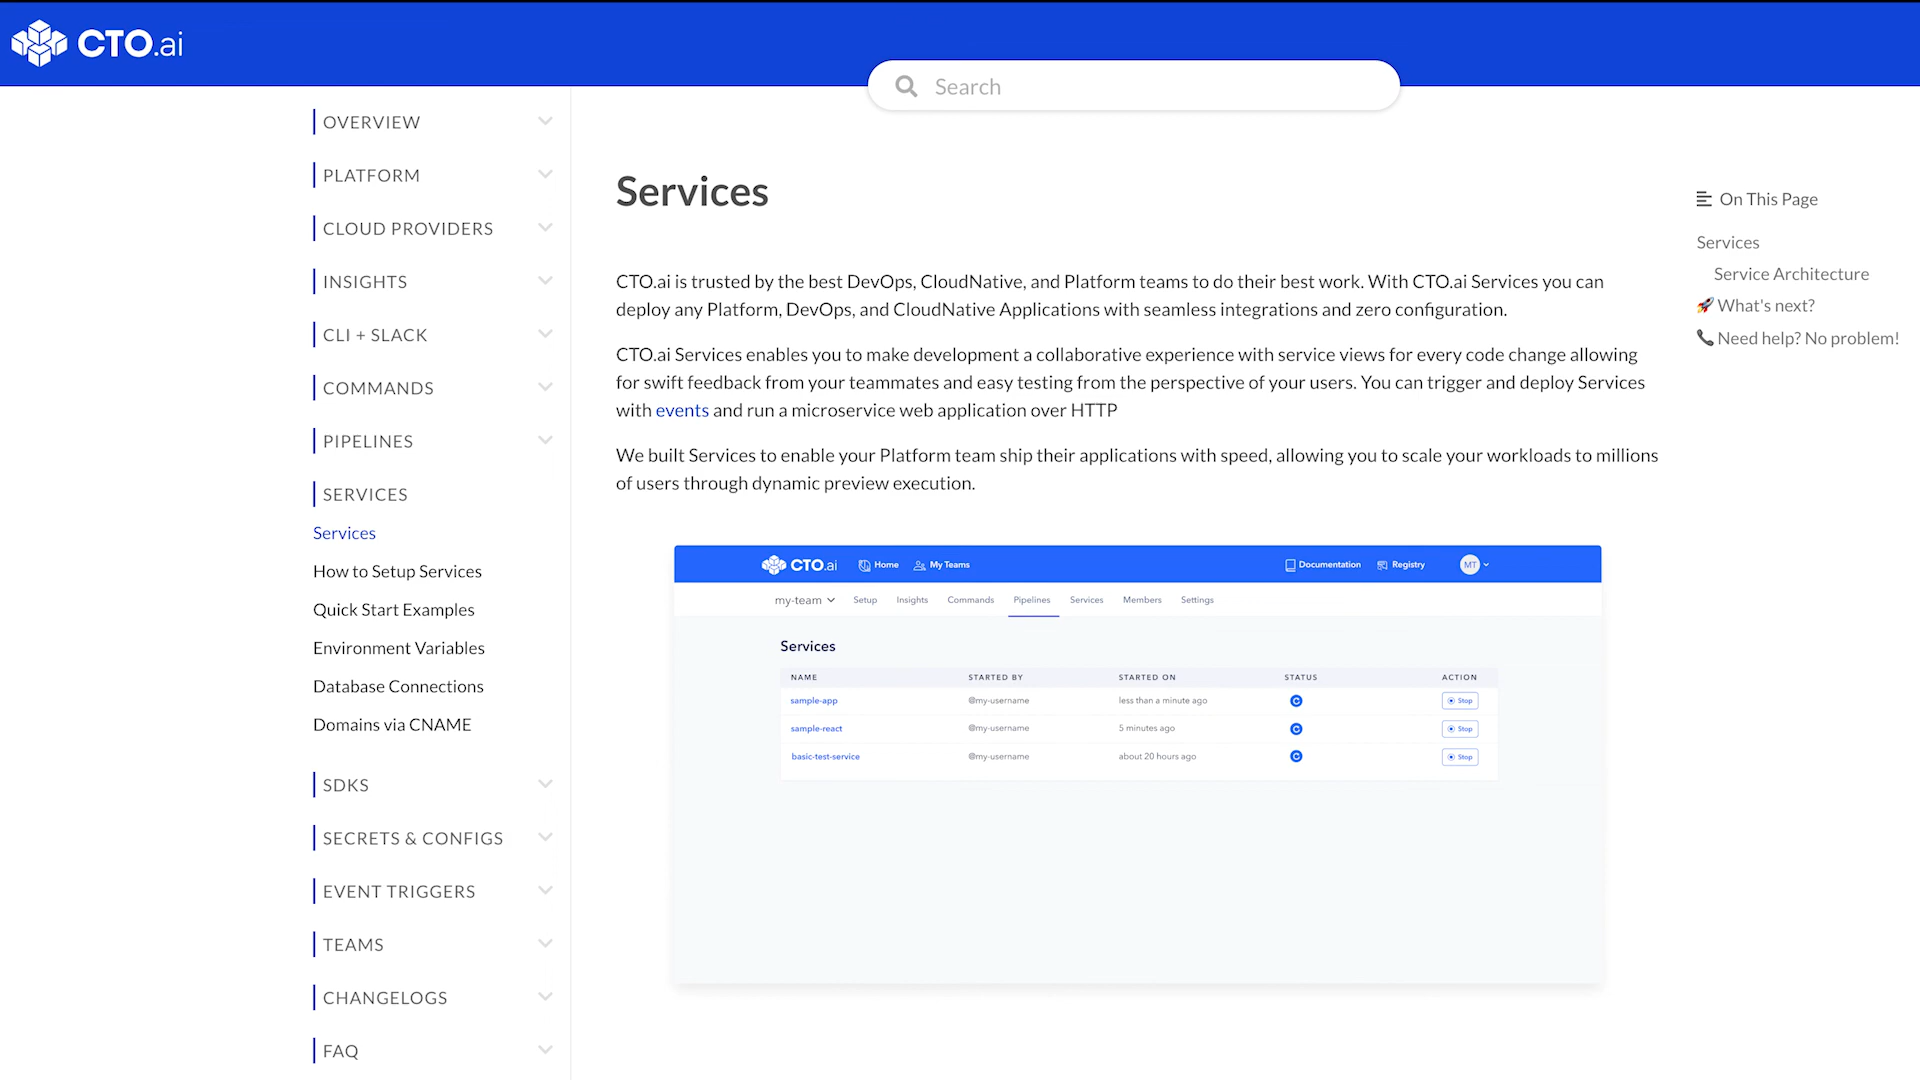 CTO.ai
Search
OVERVIEW
PLATFORM
CLOUD PROVIDERS
INSIGHTS
CLI + SLACK
COMMANDS
PIPELINES
SERVICES
Services
How to Setup Services
Quick Start Examples
Environment Variables
Database Connections
Domains via CNAME
SDKS
SECRETS & CONFIGS
EVENT TRIGGERS
TEAMS
CHANGELOGS
FAQ
Services
CTO.ai is trusted by the best DevOps, CloudNative, and Platform teams to do their best work. With CTO.ai Services you can
deploy any Platform, DevOps, and CloudNative Applications with seamless integrations and zero configuration.
CTO.ai Services enables you to make development a collaborative experience with service views for every code change allowing
for swift feedback from your teammates and easy testing from the perspective of your users. You can trigger and deploy Services
with events and run a microservice web application over HTTP
We built Services to enable your Platform team ship their applications with speed, allowing you to scale your workloads to millions
of users through dynamic preview execution.
CTO.ai Home My Teams Documentation Registry MT
my-team Setup Insights Commands Pipelines Services Members Settings
Services
NAME STARTED BY STARTED ON STATUS ACTION
sample-app @my-username less than a minute ago Stop
sample-react @my-username 5 minutes ago Stop
basic-test-service @my-username about 20 hours ago Stop
On This Page
Services
Service Architecture
🚀 What's next?
📞 Need help? No problem!